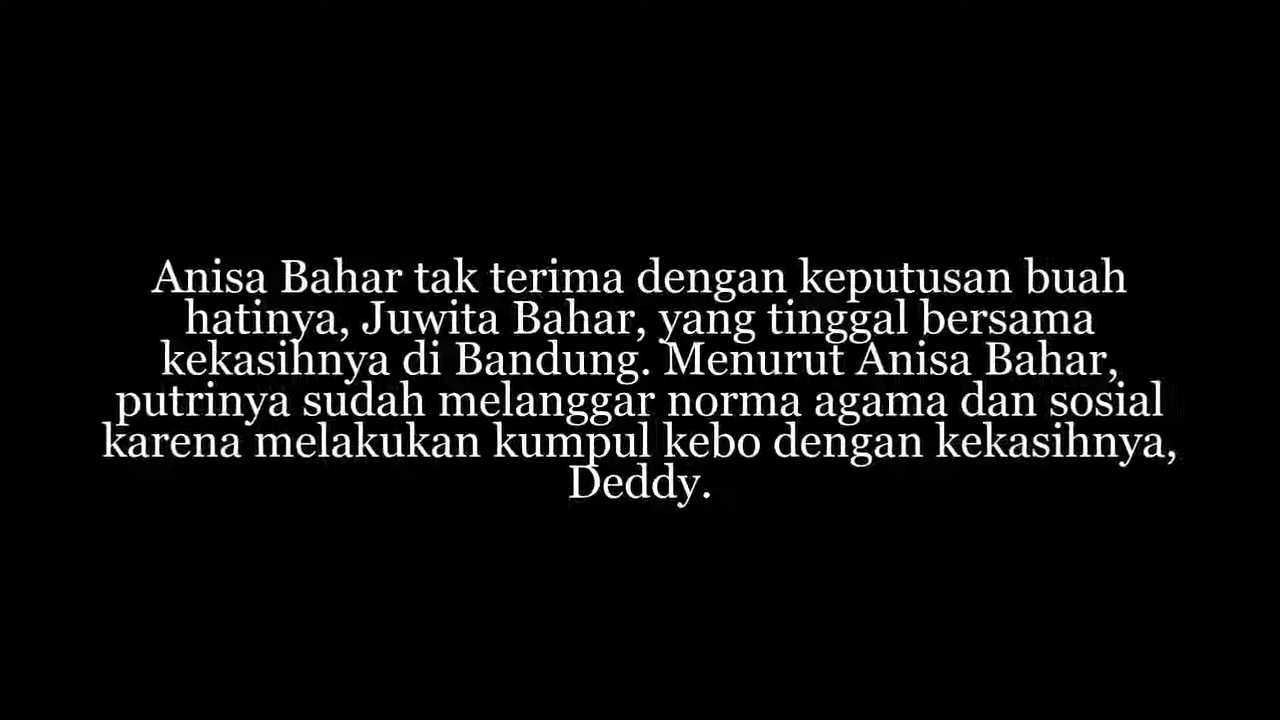 Anisa Bahar tak terima dengan keputusan buah
hatinya, Juwita Bahar, yang tinggal bersama
kekasihnya di Bandung. Menurut Anisa Bahar,
putrinya sudah melanggar norma agama dan sosial
karena melakukan kumpul kebo dengan kekasihnya,
Deddy.